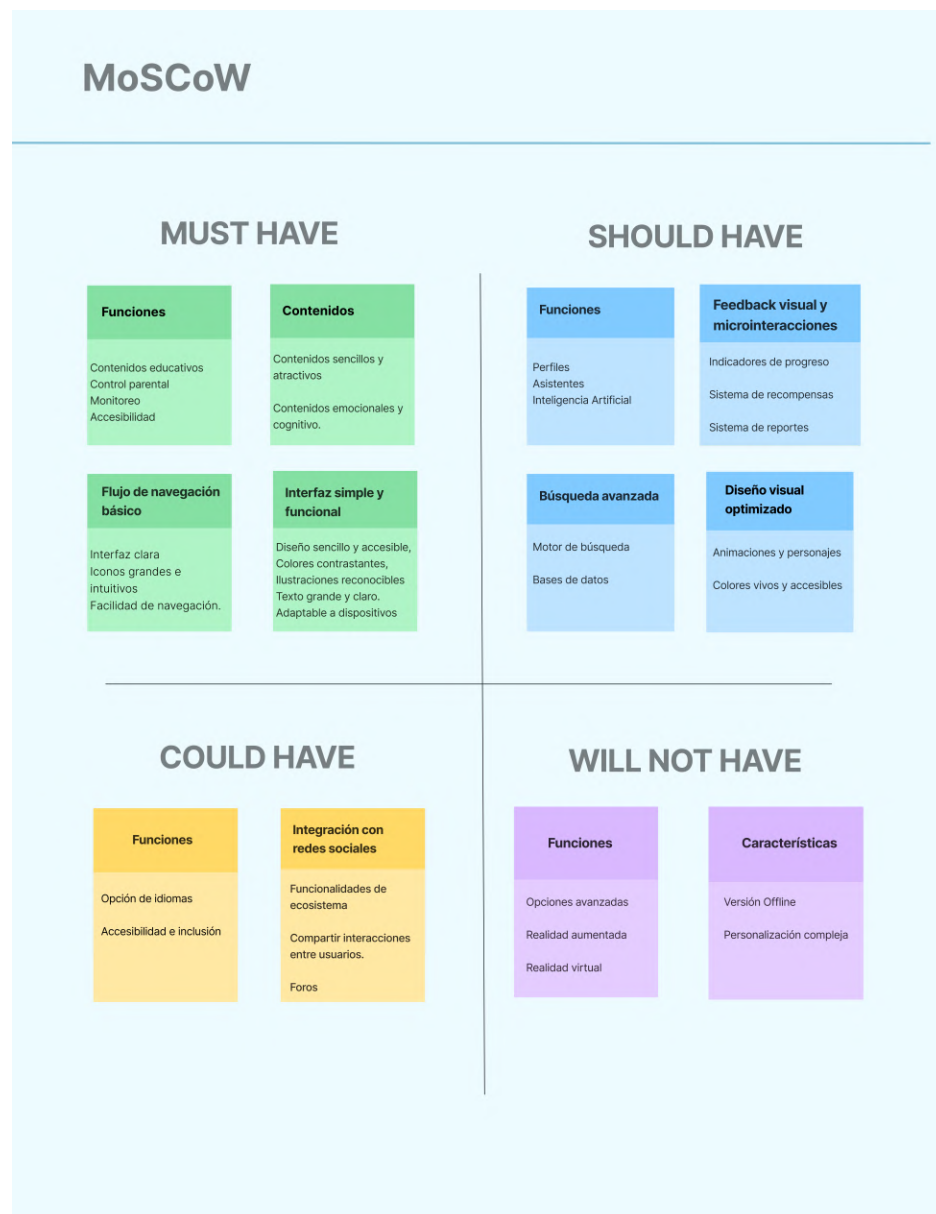 MoSCoW
MUST HAVE
Funciones
Contenidos educativos
Control parental
Monitoreo
Accesibilidad
Contenidos
Contenidos sencillos y
atractivos
Contenidos emocionales y
cognitivo.
Flujo de navegación
básico
Interfaz clara
Iconos grandes e
intuitivos
Facilidad de navegación.
Interfaz simple y
funcional
Diseño sencillo y accesible,
Colores contrastantes,
Ilustraciones reconocibles
Texto grande y claro.
Adaptable a dispositivos
SHOULD HAVE
Funciones
Perfiles
Asistentes
Inteligencia Artificial
Feedback visual y
microinteracciones
Indicadores de progreso
Sistema de recompensas
Sistema de reportes
Búsqueda avanzada
Motor de búsqueda
Bases de datos
Diseño visual
optimizado
Animaciones y personajes
Colores vivos y accesibles
COULD HAVE
Funciones
Opción de idiomas
Accesibilidad e inclusión
Integración con
redes sociales
Funcionalidades de
ecosistema
Compartir interacciones
entre usuarios.
Foros
WILL NOT HAVE
Funciones
Opciones avanzadas
Realidad aumentada
Realidad virtual
Características
Versión Offline
Personalización compleja